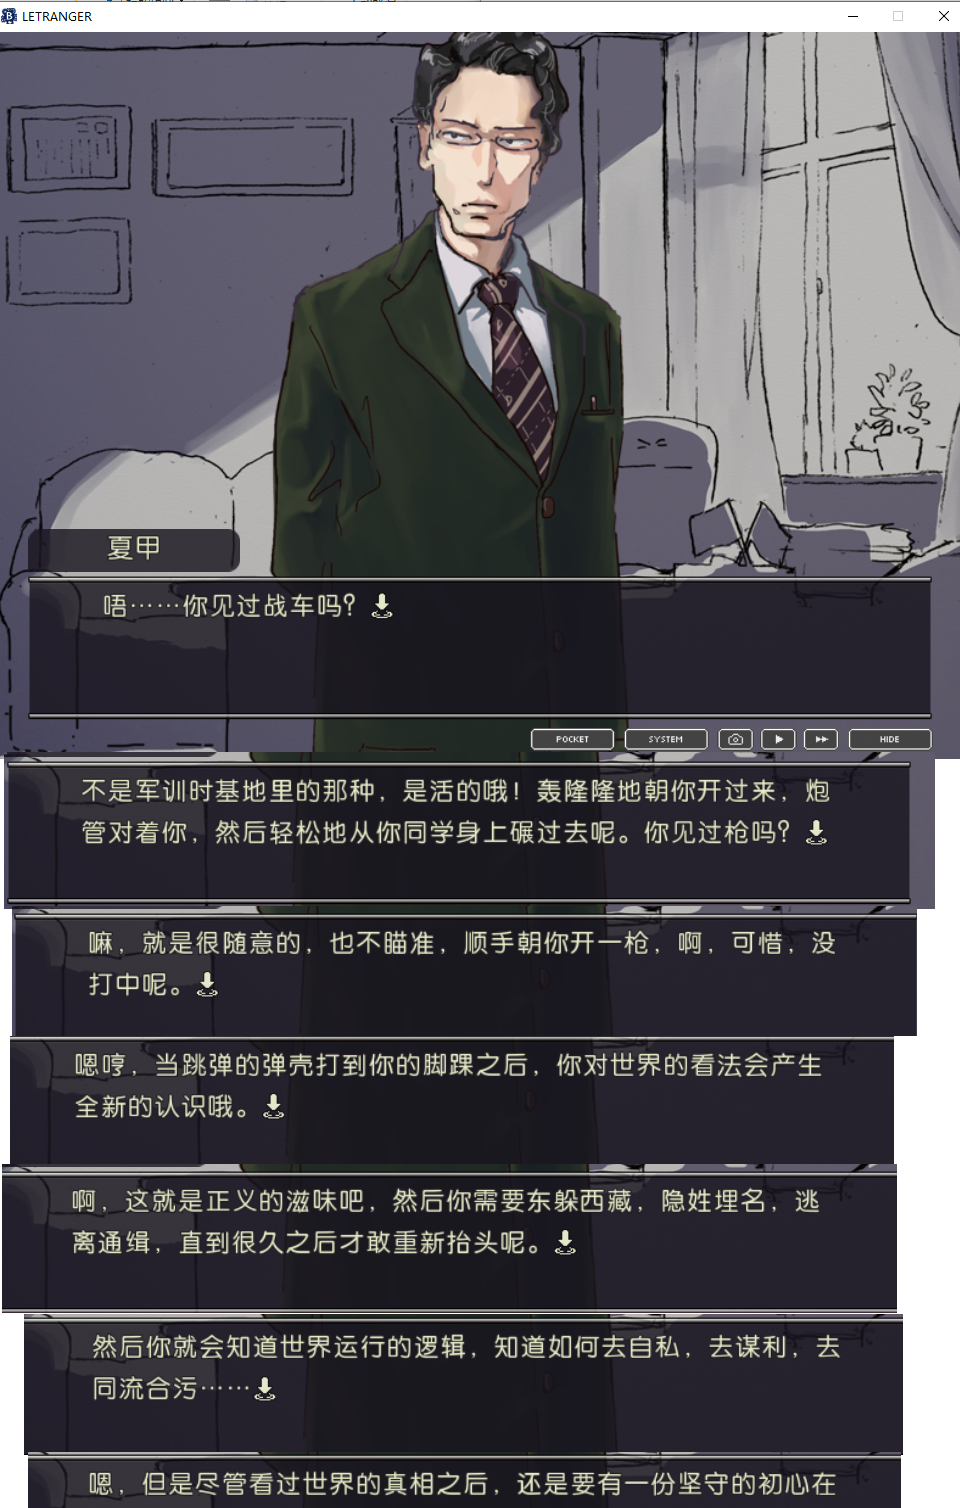 LETRANGER
夏甲
唔……你见过战车吗？
POCKET
SYSTEM
HIDE
不是军训时基地里的那种，是活的哦！轰隆隆地朝你开过来，炮
管对着你，然后轻松地从你同学身上碾过去呢。你见过枪吗？
嘛，就是很随意的，也不瞄准，顺手朝你开一枪，啊，可惜，没
打中呢。
嗯哼，当跳弹的弹壳打到你的脚踝之后，你对世界的看法会产生
全新的认识哦。
啊，这就是正义的滋味吧，然后你需要东躲西藏，隐姓埋名，逃
离通缉，直到很久之后才敢重新抬头呢。
然后你就会知道世界运行的逻辑，知道如何去自私，去谋利，去
同流合污……
嗯，但是尽管看过世界的真相之后，还是要有一份坚守的初心在